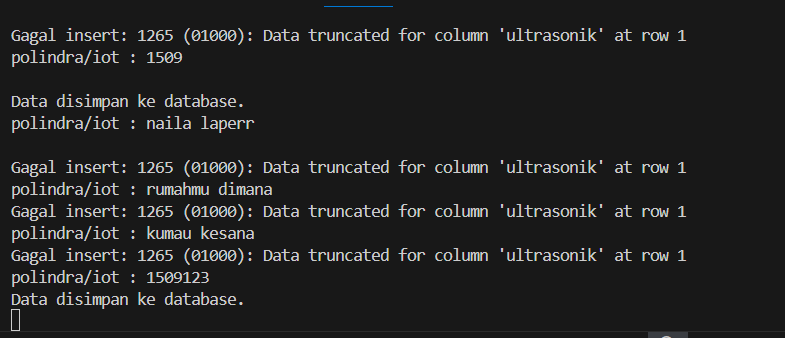 Gagal insert: 1265 (01000): Data truncated for column 'ultrasonik' at row 1
polindra/iot : 1509
Data disimpan ke database.
polindra/iot : naila laperr
Gagal insert: 1265 (01000): Data truncated for column 'ultrasonik' at row 1
polindra/iot : rumahmu dimana
Gagal insert: 1265 (01000): Data truncated for column 'ultrasonik' at row 1
polindra/iot : kumau kesana
Gagal insert: 1265 (01000): Data truncated for column 'ultrasonik' at row 1
polindra/iot : 1509123
Data disimpan ke database.